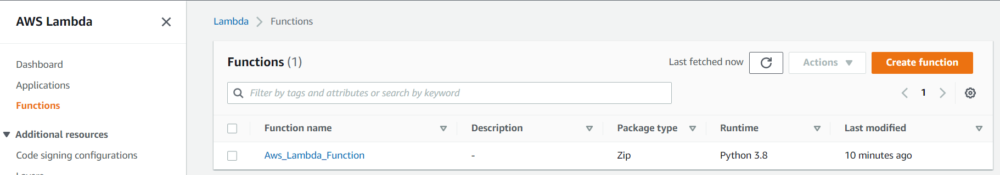 AWS Lambda
Dashboard
Applications
Functions
Additional resources
Code signing configurations
Layers
Lambda > Functions
Functions (1)
Last fetched now
Actions
Create function
Filter by tags and attributes or search by keyword
1
Function name Description Package type Runtime Last modified
Aws_Lambda_Function - Zip Python 3.8 10 minutes ago